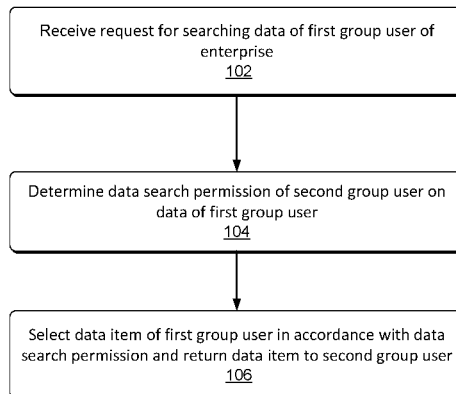 Receive request for searching data of first group user of
enterprise
102
Determine data search permission of second group user on
data of first group user
104
Select data item of first group user in accordance with data
search permission and return data item to second group user
106